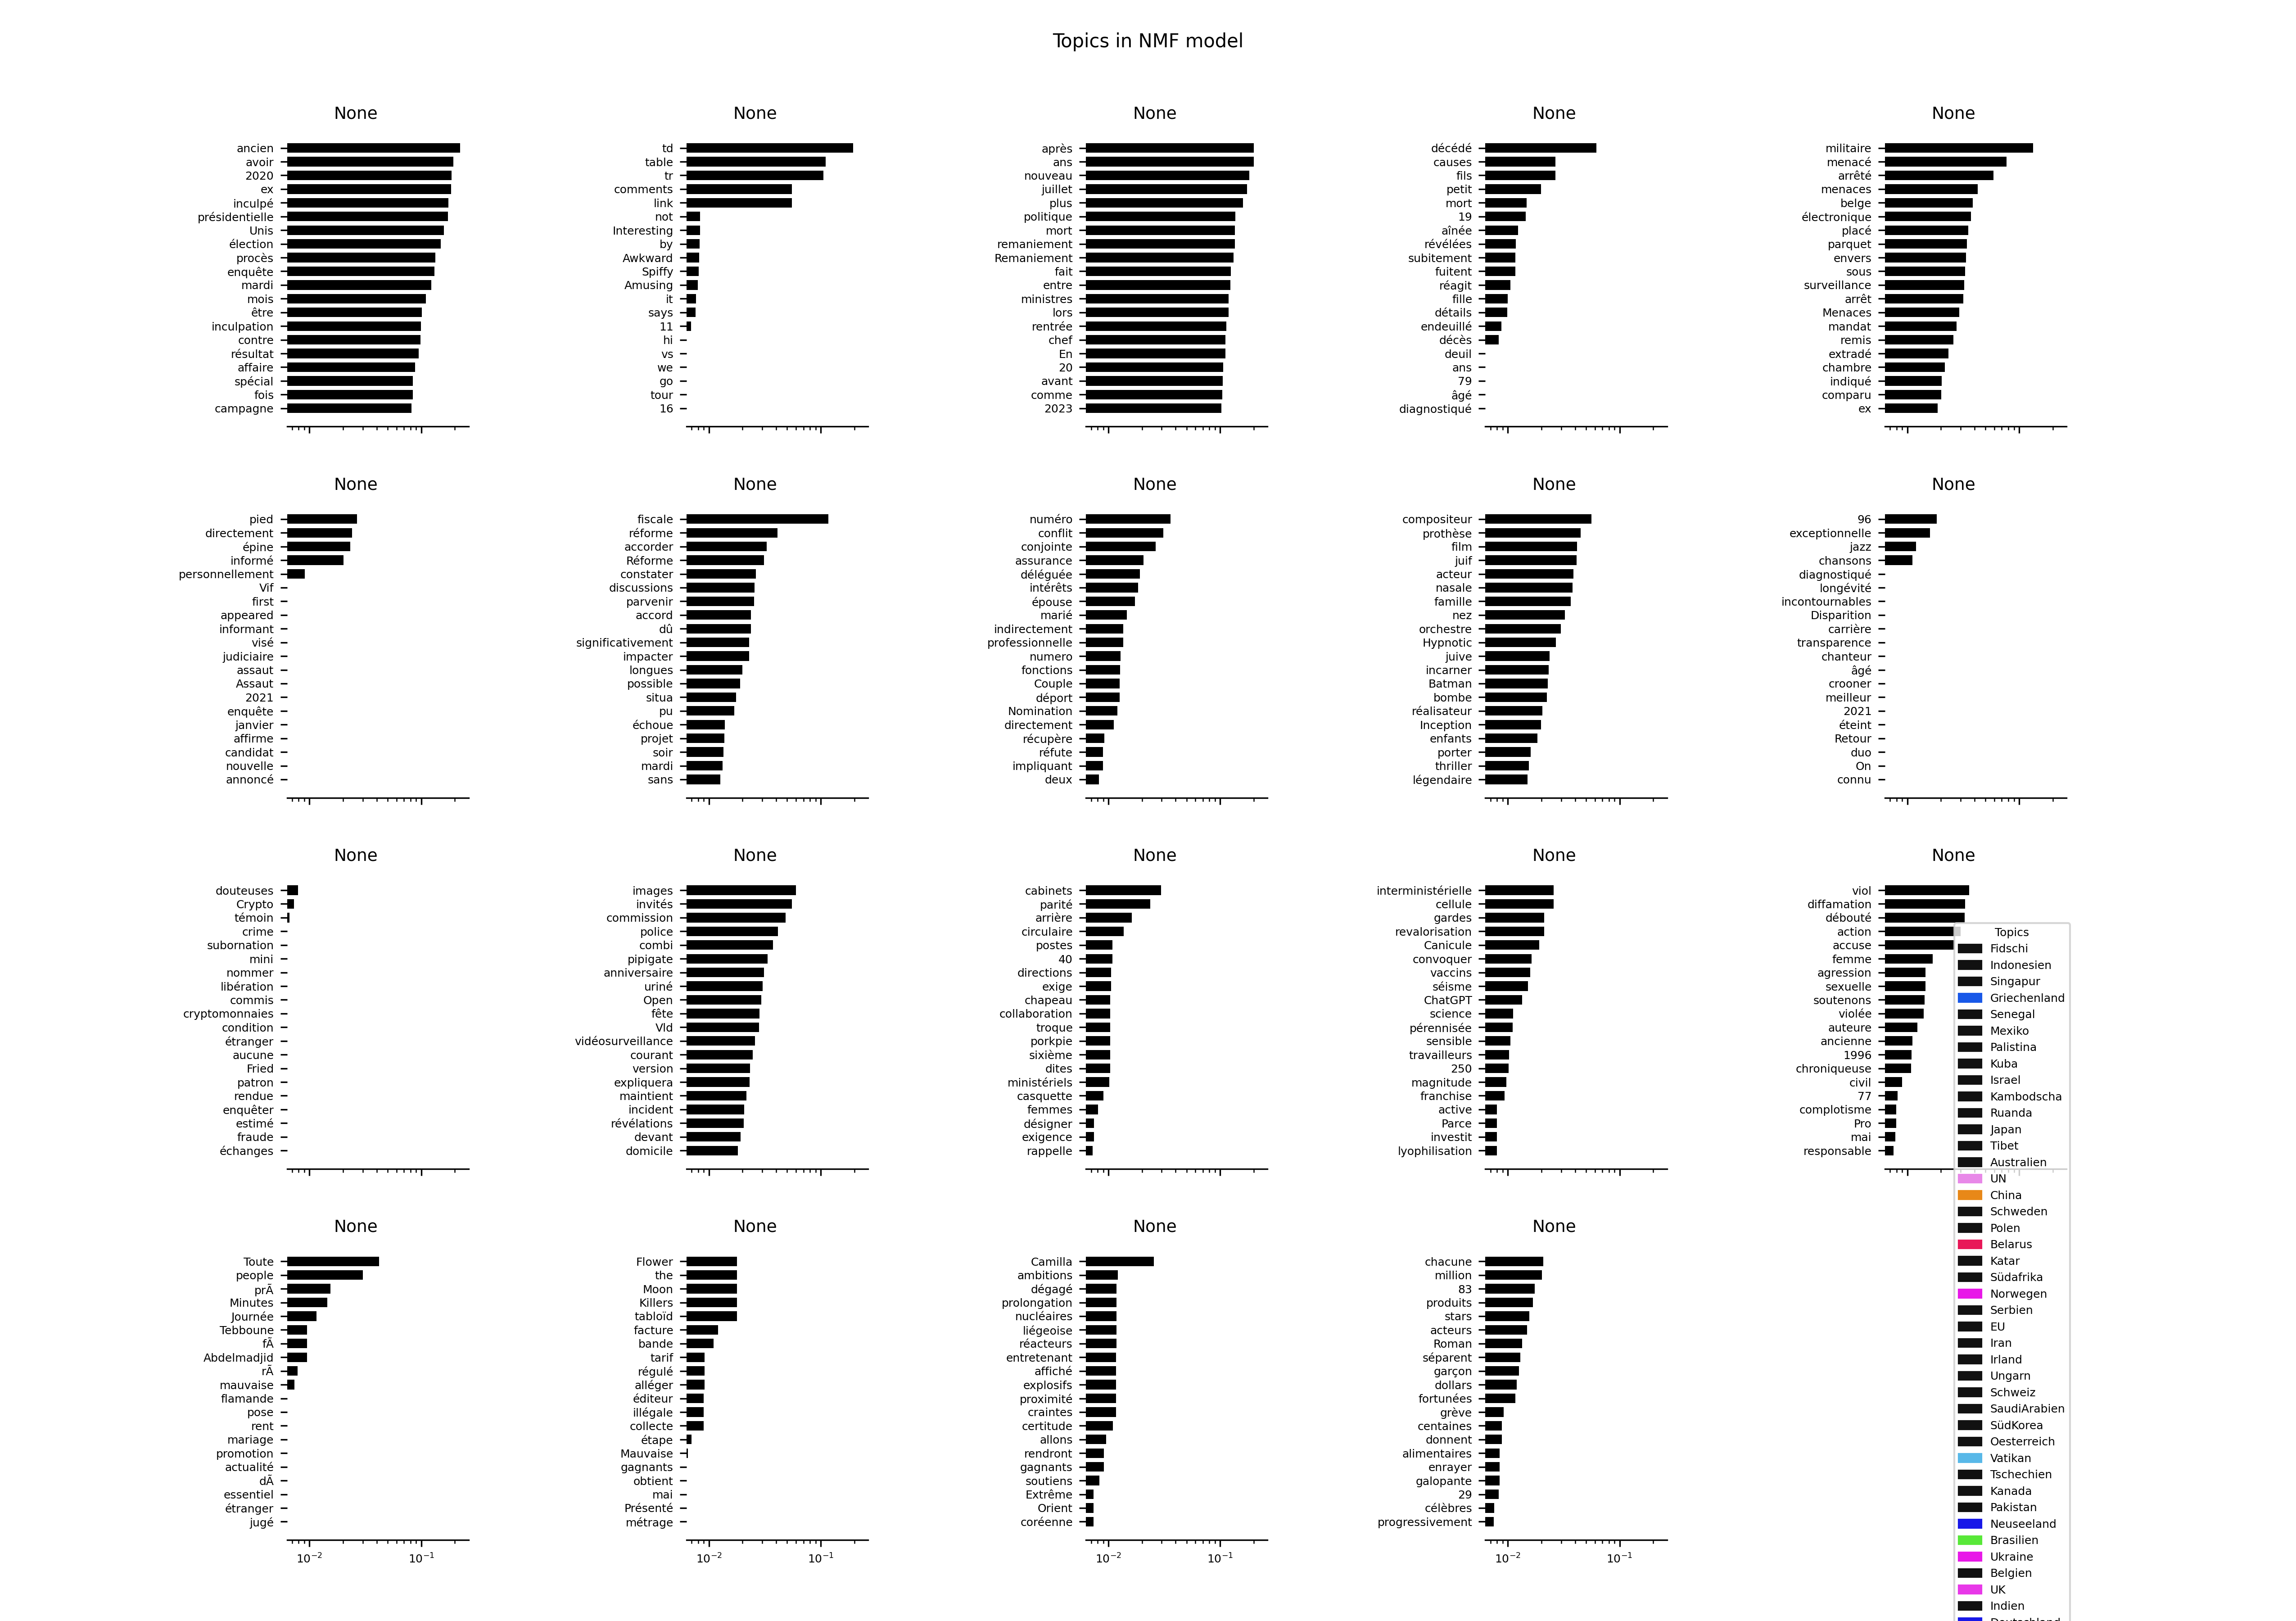 Topics in NMF model
None
ancien
avoir
2020
ex
inculpé
présidentielle
Unis
élection
procès
enquête
mardi
mois
être
inculpation
contre
résultat
affaire
spécial
fois
campagne
None
td
table
tr
comments
link
not
Interesting
by
Awkward
Spiffy
Amusing
it
says
11
hi
vs
we
go
tour
16
None
après
ans
nouveau
juillet
plus
politique
mort
remaniement
Remaniement
fait
entre
ministres
lors
rentrée
chef
En
20
avant
comme
2023
None
décédé
causes
fils
petit
mort
19
aînée
révélées
subitement
fuitent
réagit
fille
détails
endeuillé
décès
deuil
ans
79
âgé
diagnostiqué
None
militaire
menacé
arrêté
menaces
belge
électronique
placé
parquet
envers
sous
surveillance
arrêt
Menaces
mandat
remis
extradé
chambre
indiqué
comparu
ex
None
pied
directement
épine
informé
personnellement
Vif
first
appeared
informant
visé
judiciaire
assaut
Assaut
2021
enquête
janvier
affirme
candidat
nouvelle
annoncé
None
fiscale
réforme
accorder
Réforme
constater
discussions
parvenir
accord
dû
significativement
impacter
longues
possible
situa
pu
échoue
projet
soir
mardi
sans
None
numéro
conflit
conjointe
assurance
déléguée
intérêts
épouse
marié
indirectement
professionnelle
numero
fonctions
Couple
déport
Nomination
directement
récupère
réfute
impliquant
deux
None
compositeur
prothèse
film
juif
acteur
nasale
famille
nez
orchestre
Hypnotic
juive
incarner
Batman
bombe
réalisateur
Inception
enfants
porter
thriller
légendaire
None
96
exceptionnelle
jazz
chansons
diagnostiqué
longévité
incontournables
Disparition
carrière
transparence
chanteur
âgé
crooner
meilleur
2021
éteint
Retour
duo
On
connu
None
douteuses
Crypto
témoin
crime
subornation
mini
nommer
libération
commis
cryptomonnaies
condition
étranger
aucune
Fried
patron
rendue
enquêter
estimé
fraude
échanges
None
images
invités
commission
police
combi
pipigate
anniversaire
uriné
Open
fête
Vld
vidéosurveillance
courant
version
expliquera
maintient
incident
révélations
devant
domicile
None
cabinets
parité
arrière
circulaire
postes
40
directions
exige
chapeau
collaboration
troque
porkpie
sixième
dites
ministériels
casquette
femmes
désigner
exigence
rappelle
None
interministérielle
cellule
gardes
revalorisation
Canicule
convoquer
vaccins
séisme
ChatGPT
science
pérennisée
sensible
travailleurs
250
magnitude
franchise
active
Parce
investit
lyophilisation
None
viol
diffamation
débouté
action
accuse
femme
agression
sexuelle
soutenons
violée
auteure
ancienne
1996
chroniqueuse
civil
77
complotisme
Pro
mai
responsable
None
Toute
people
prÃ
Minutes
Journée
Tebboune
fÃ
Abdelmadjid
rÃ
mauvaise
flamande
pose
rent
mariage
promotion
actualité
dÃ
essentiel
étranger
jugé
10⁻² 10⁻¹
None
Flower
the
Moon
Killers
tabloïd
facture
bande
tarif
régulé
alléger
éditeur
illégale
collecte
étape
Mauvaise
gagnants
obtient
mai
Présenté
métrage
10⁻² 10⁻¹
None
Camilla
ambitions
dégagé
prolongation
nucléaires
liégeoise
réacteurs
entretenant
affiché
explosifs
proximité
craintes
certitude
allons
rendront
gagnants
soutiens
Extrême
Orient
coréenne
10⁻² 10⁻¹
None
chacune
million
83
produits
stars
acteurs
Roman
séparent
garçon
dollars
fortunées
grève
centaines
donnent
alimentaires
enrayer
galopante
29
célèbres
progressivement
10⁻² 10⁻¹
Topics
Fidschi
Indonesien
Singapur
Griechenland
Senegal
Mexiko
Palistina
Kuba
Israel
Kambodscha
Ruanda
Japan
Tibet
Australien
UN
China
Schweden
Polen
Belarus
Katar
Südafrika
Norwegen
Serbien
EU
Iran
Irland
Ungarn
Schweiz
SaudiArabien
SüdKorea
Oesterreich
Vatikan
Tschechien
Kanada
Pakistan
Neuseeland
Brasilien
Ukraine
Belgien
UK
Indien